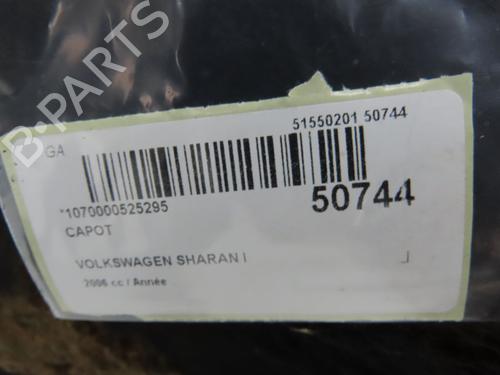 B-PARTS
GA
51550201 50744
*1070000525295
50744
CAPOT
VOLKSWAGEN SHARAN I
2006 cc / Année